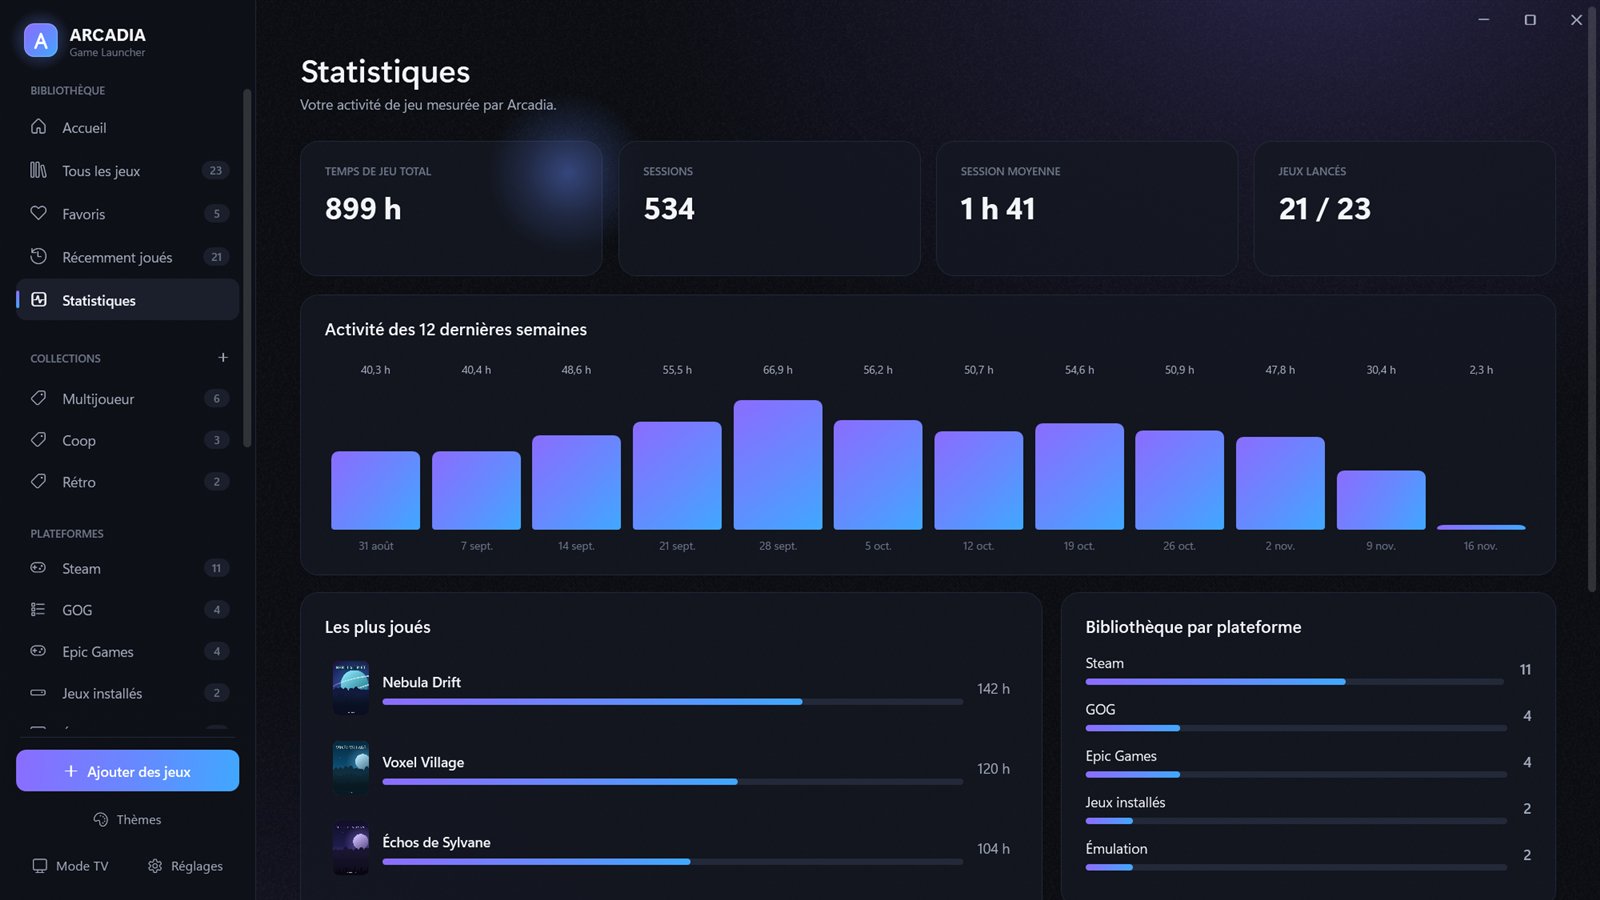 A
ARCADIA
Game Launcher
BIBLIOTHÈQUE
Accueil
Tous les jeux 23
Favoris 5
Récemment joués 21
Statistiques
COLLECTIONS +
Multijoueur 6
Coop 3
Rétro 2
PLATEFORMES
Steam 11
GOG 4
Epic Games 4
Jeux installés 2
+ Ajouter des jeux
Thèmes
Mode TV Réglages
Statistiques
Votre activité de jeu mesurée par Arcadia.
TEMPS DE JEU TOTAL
899 h
SESSIONS
534
SESSION MOYENNE
1 h 41
JEUX LANCÉS
21 / 23
Activité des 12 dernières semaines
40,3 h 40,4 h 48,6 h 55,5 h 66,9 h 56,2 h 50,7 h 54,6 h 50,9 h 47,8 h 30,4 h 2,3 h
31 août 7 sept. 14 sept. 21 sept. 28 sept. 5 oct. 12 oct. 19 oct. 26 oct. 2 nov. 9 nov. 16 nov.
Les plus joués
Nebula Drift 142 h
Voxel Village 120 h
Échos de Sylvane 104 h
Bibliothèque par plateforme
Steam 11
GOG 4
Epic Games 4
Jeux installés 2
Émulation 2